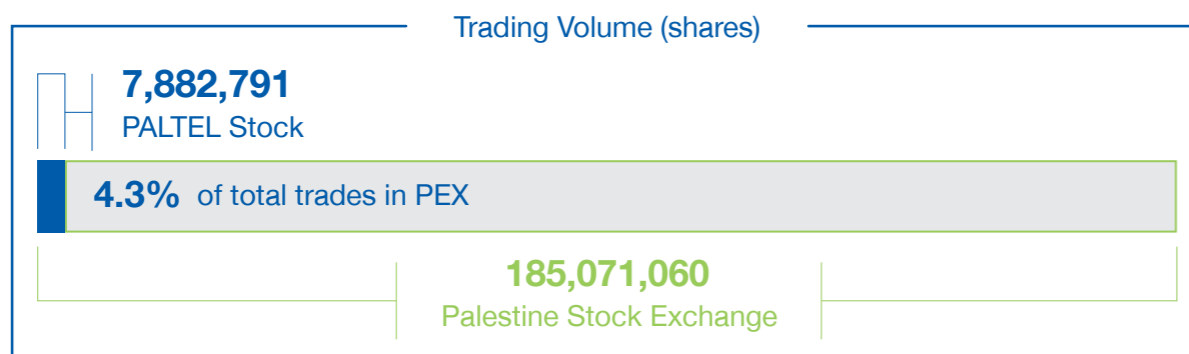 Trading Volume (shares)
7,882,791
PALTEL Stock
4.3% of total trades in PEX
185,071,060
Palestine Stock Exchange